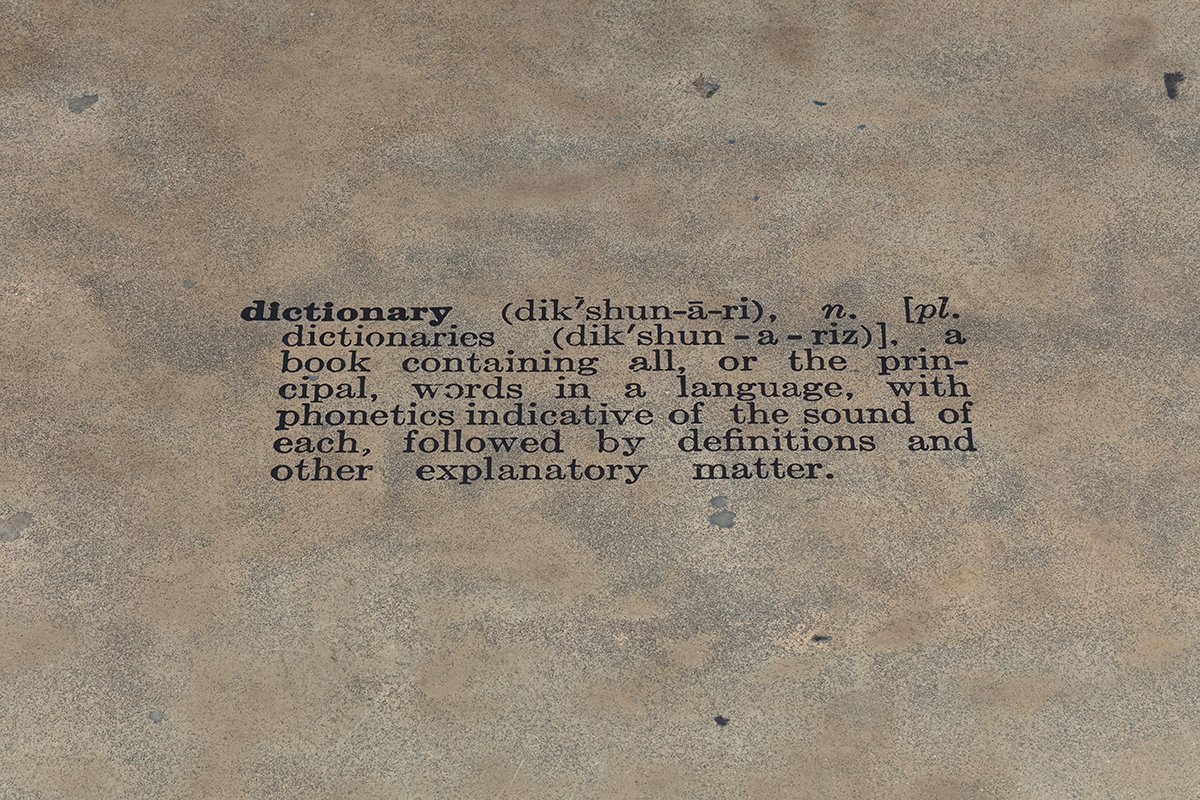 dictionary (dik′shun-ā-ri), n. [pl.
dictionaries (dik′shun-a-riz)], a
book containing all, or the prin-
cipal, wɔrds in a language, with
phonetics indicative of the sound of
each, followed by definitions and
other explanatory matter.